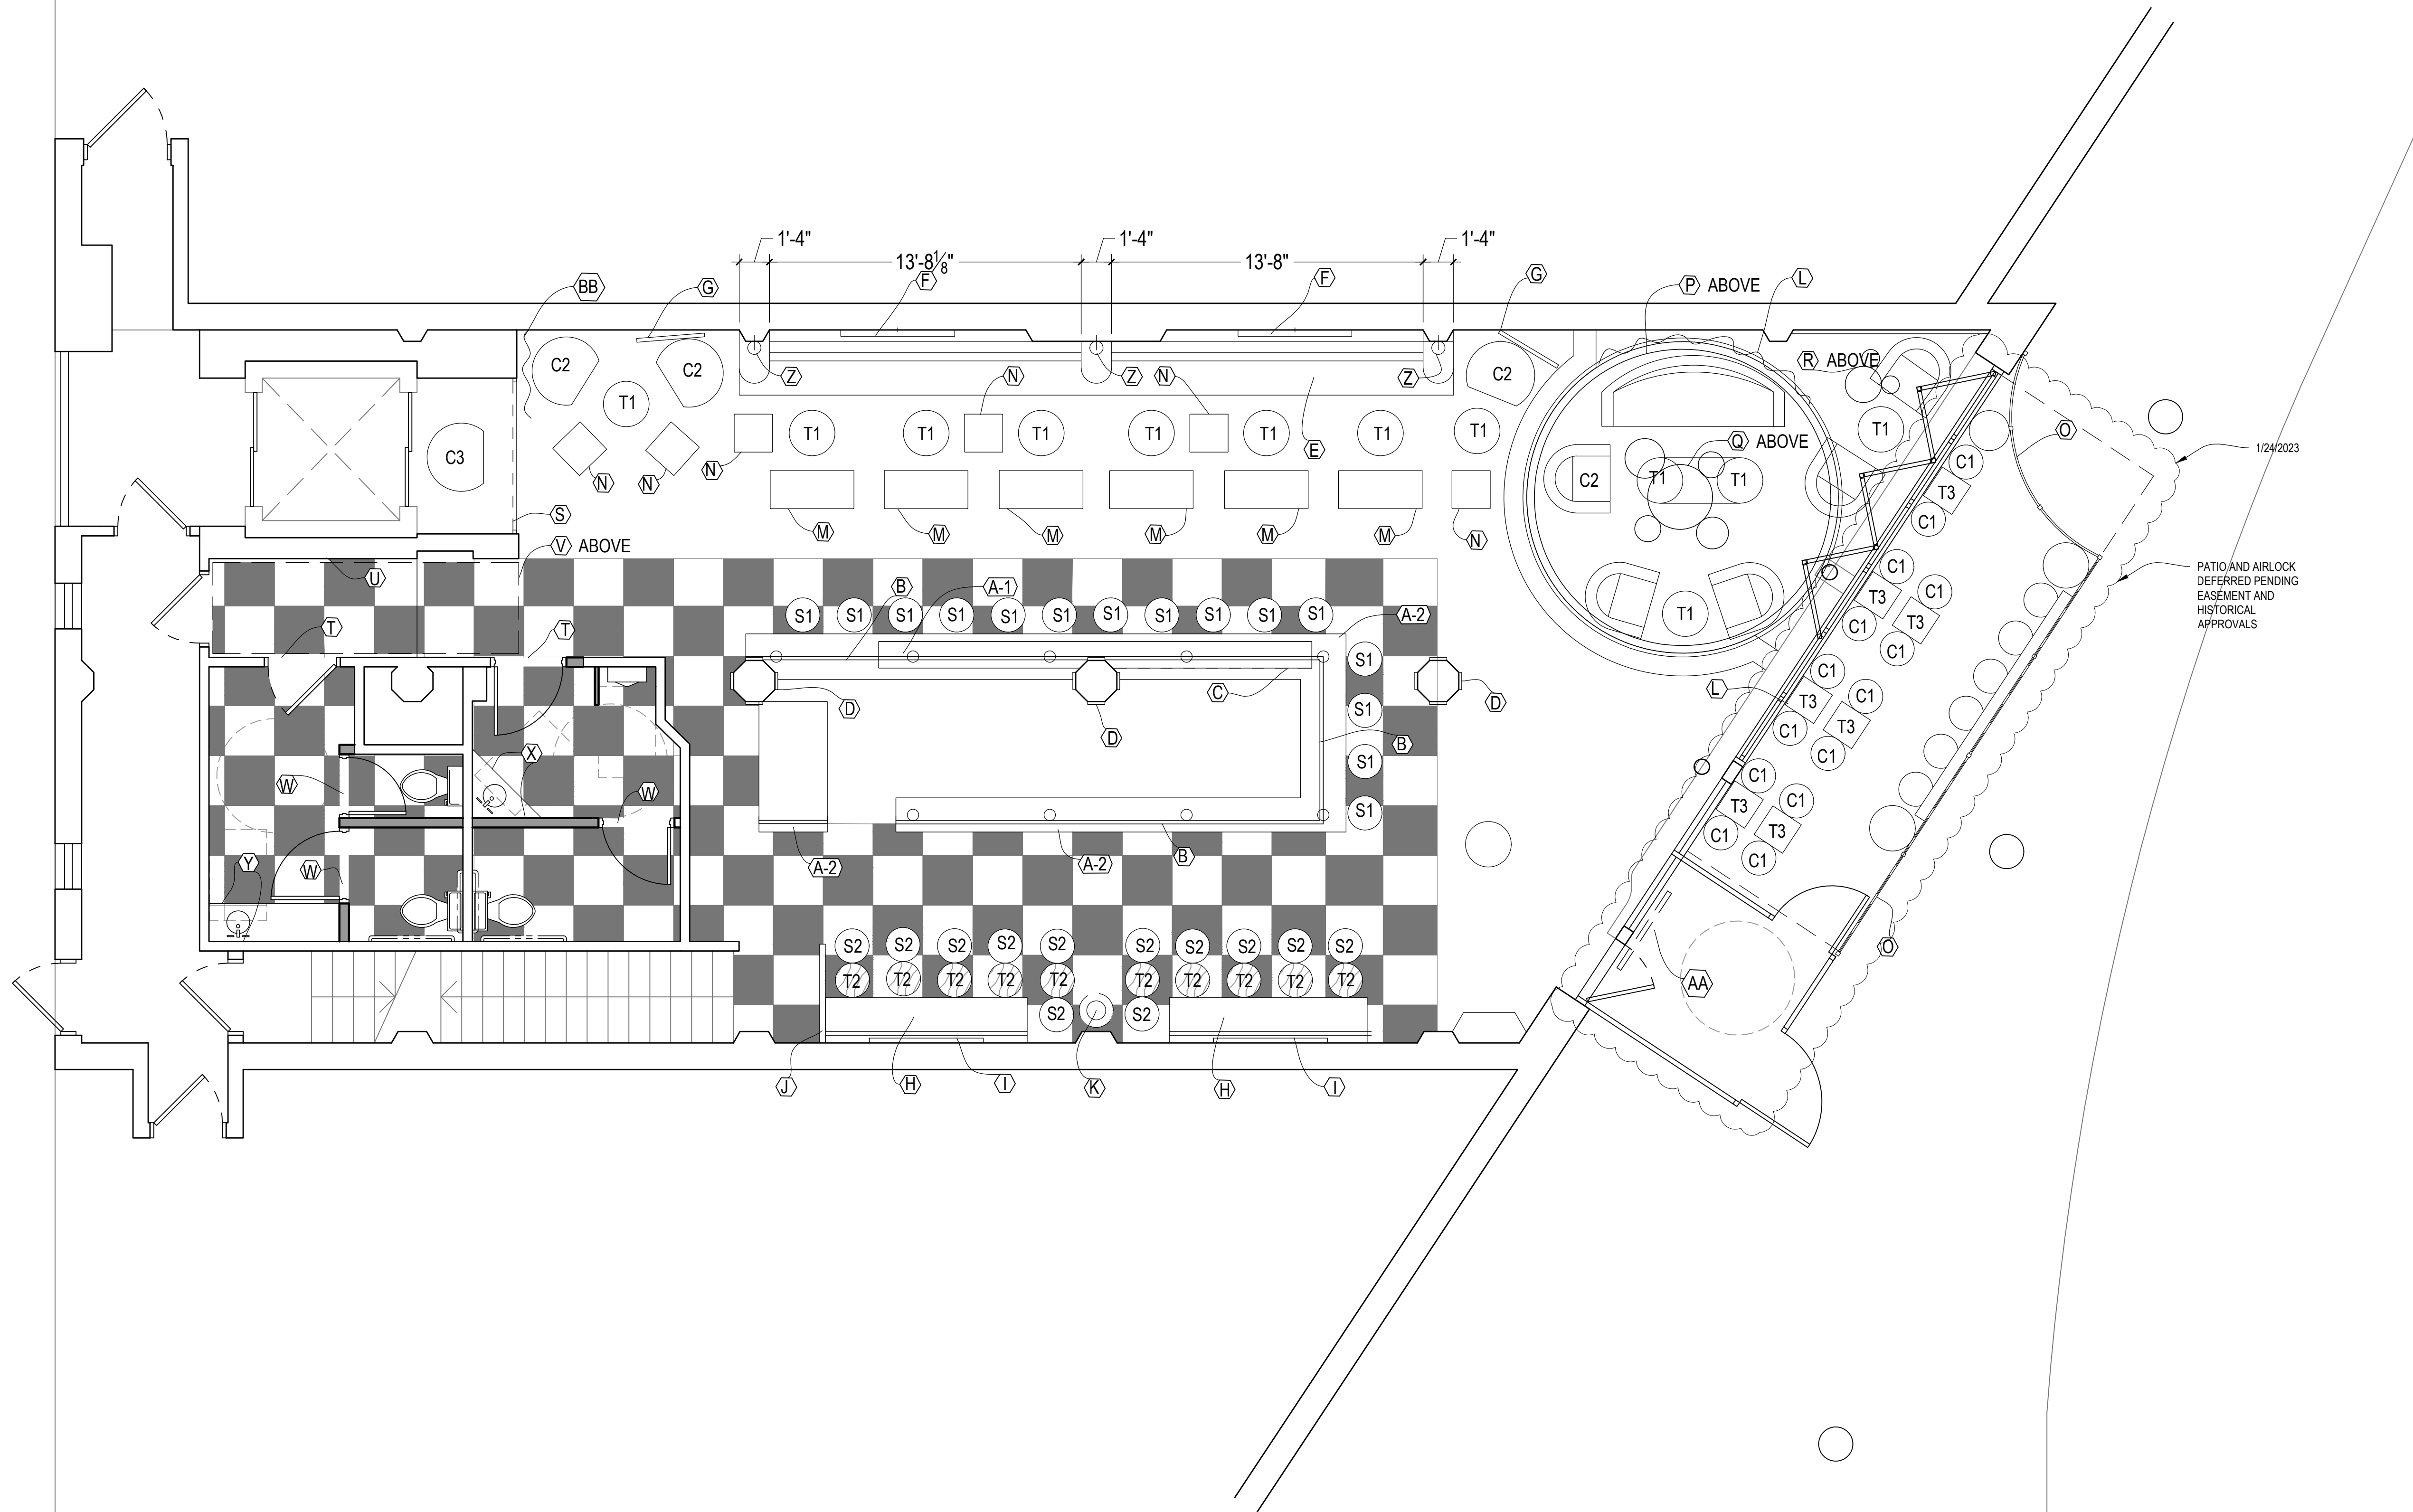 1'-4" 1'-4" 1'-4"
13'-8 1/8" 13'-8"
BB G F F G P ABOVE L
C2 C2 Z Z Z C2 R ABOVE
N N
T1
T1 T1 T1 T1 T1 T1 T1 T1 O
Q ABOVE
1/24/2023
C3 N E C1
N N C2 T1 T1 T3
S M M M M M M N C1
V ABOVE
U C1
PATIO AND AIRLOCK
DEFERRED PENDING
EASEMENT AND
HISTORICAL
APPROVALS
B A-1 C1 T3
S1 S1 S1 S1 S1 S1 S1 S1 S1 S1 S1 A-2 T1 T3
T T C1
S1 C1
C1
C L C1
D D S1 T3 T3
D C1
B
X S1 C1
W W C1
S1 T3 C1
T3
C1
Y W A-2 A-2 B C1
S2 S2 S2 S2 S2 S2 S2 S2 S2 S2 O
T2 T2 T2 T2 T2 T2 T2 T2 T2 T2 AA
S2 S2
J H I K H I